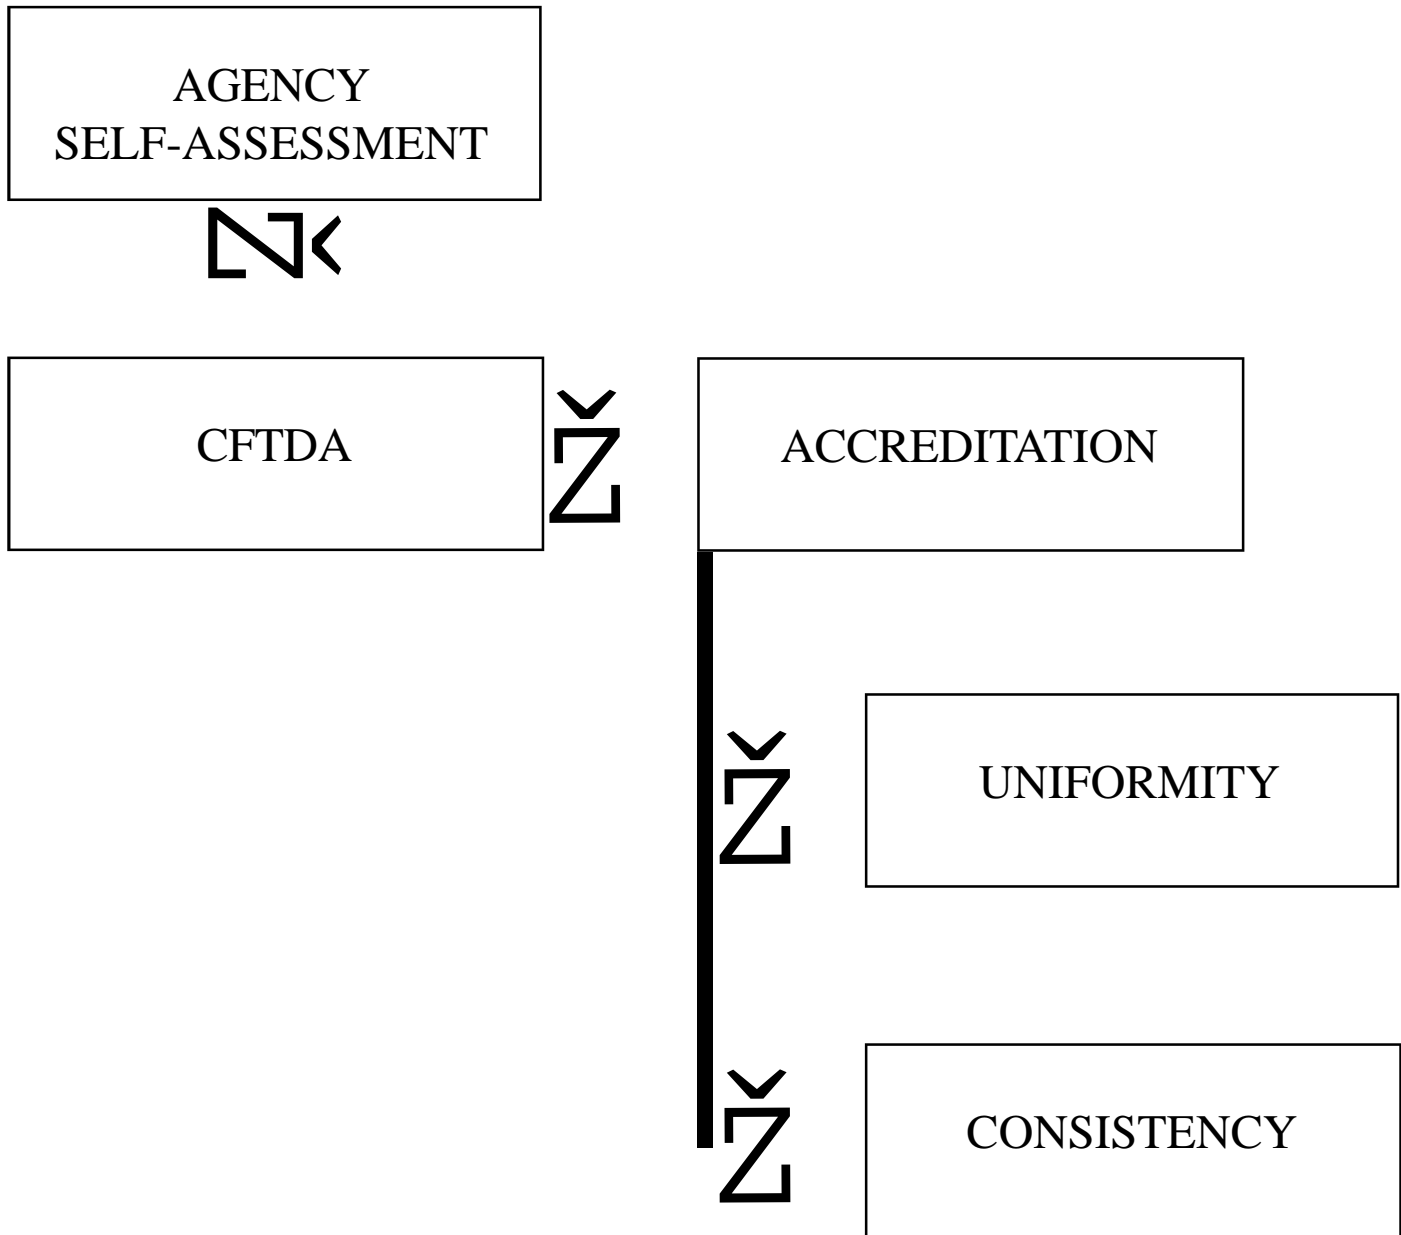 AGENCY
SELF-ASSESSMENT
Ž
CFTDA
Ž
ACCREDITATION
Ž
UNIFORMITY
Ž
CONSISTENCY